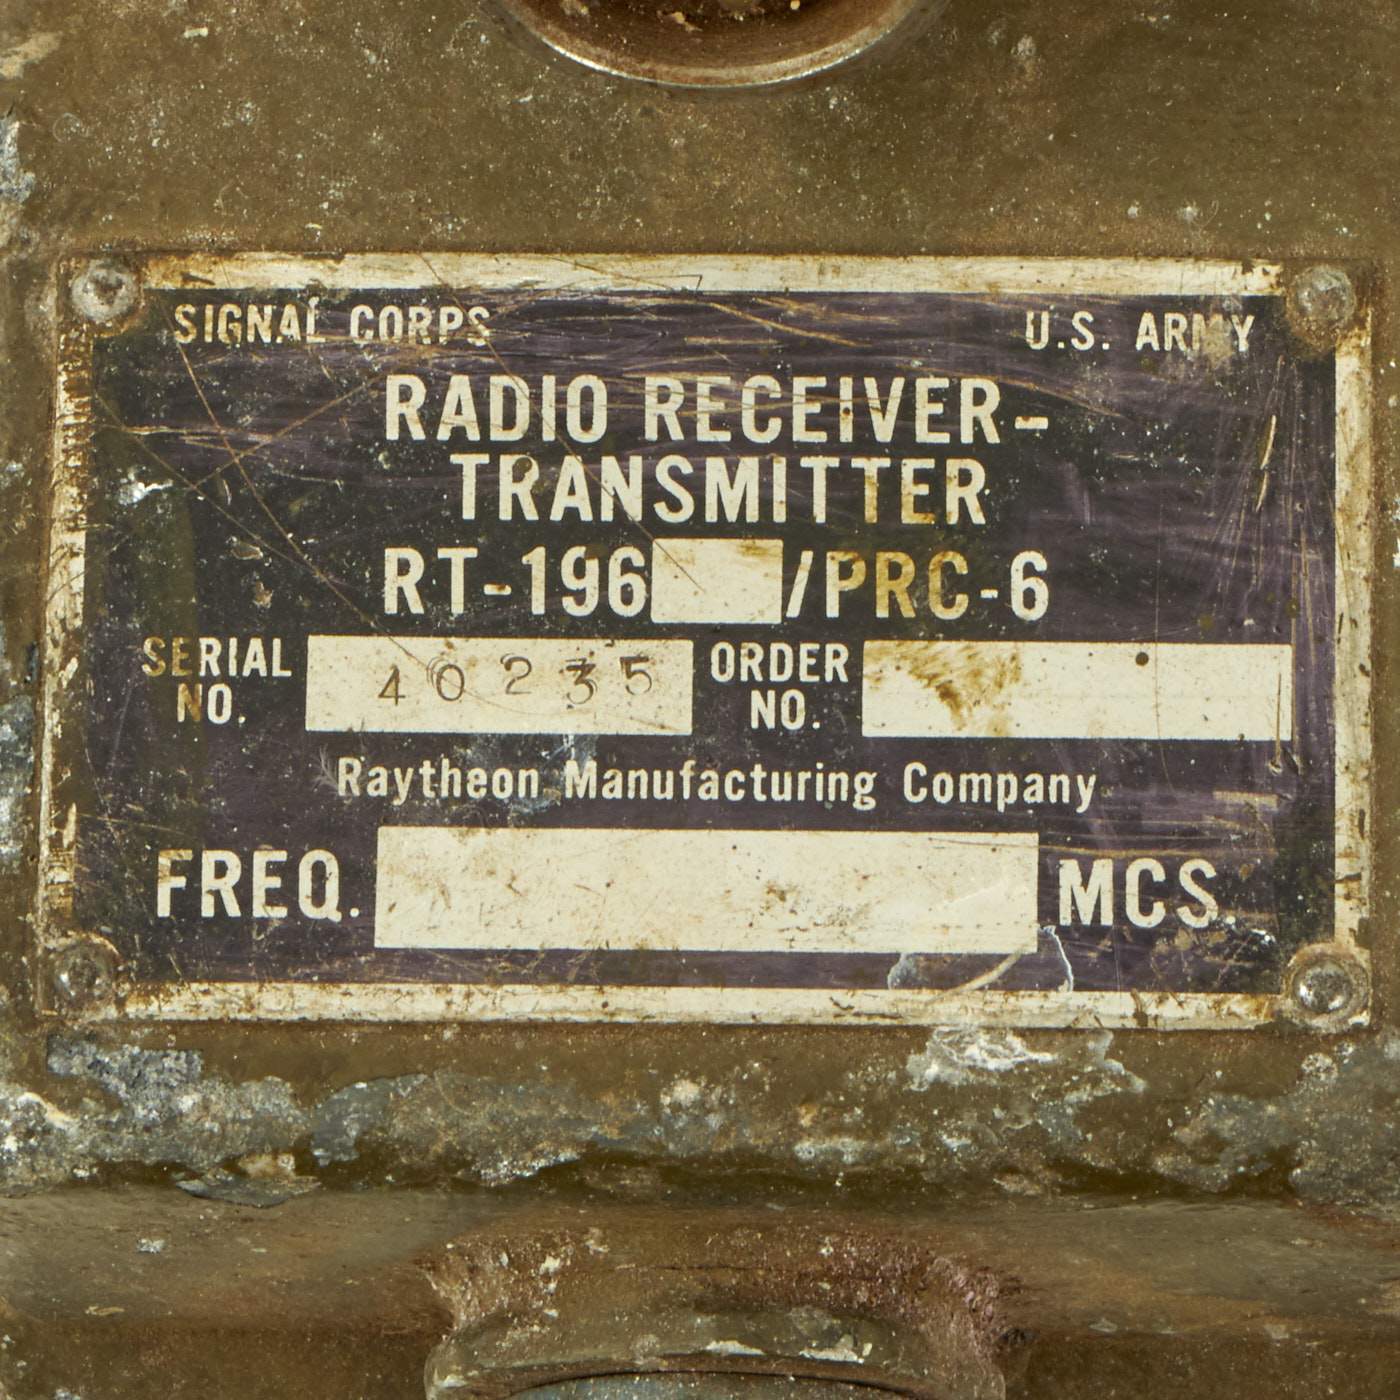 SIGNAL CORPS U.S. ARMY
RADIO RECEIVER-
TRANSMITTER
RT-196 /PRC-6
SERIAL NO. 40235 ORDER NO.
Raytheon Manufacturing Company
FREQ. MCS.